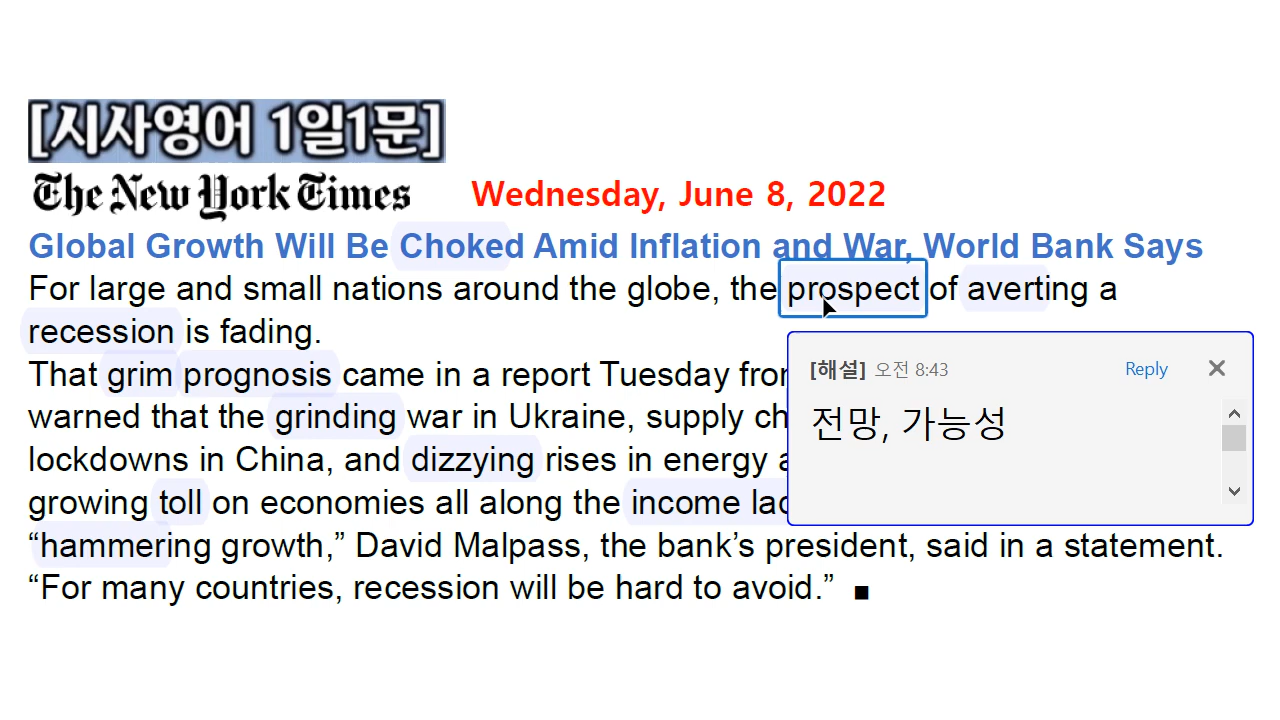 [시사영어 1일1문]
The New York Times
Wednesday, June 8, 2022
Global Growth Will Be Choked Amid Inflation and War, World Bank Says
For large and small nations around the globe, the prospect of averting a
recession is fading.
That grim prognosis came in a report Tuesday
warned that the grinding war in Ukraine, supply
lockdowns in China, and dizzying rises in energy
growing toll on economies all along the income
“hammering growth,” David Malpass, the bank’s president, said in a statement.
“For many countries, recession will be hard to avoid.” ■
[해설] 오전 8:43
Reply
전망, 가능성